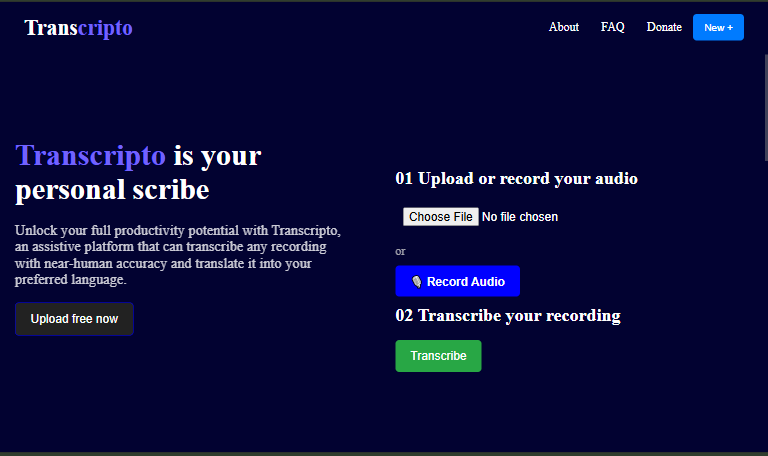 Transcripto
About
FAQ
Donate
New +
Transcripto is your
personal scribe
Unlock your full productivity potential with Transcripto,
an assistive platform that can transcribe any recording
with near-human accuracy and translate it into your
preferred language.
Upload free now
01 Upload or record your audio
Choose File No file chosen
or
Record Audio
02 Transcribe your recording
Transcribe